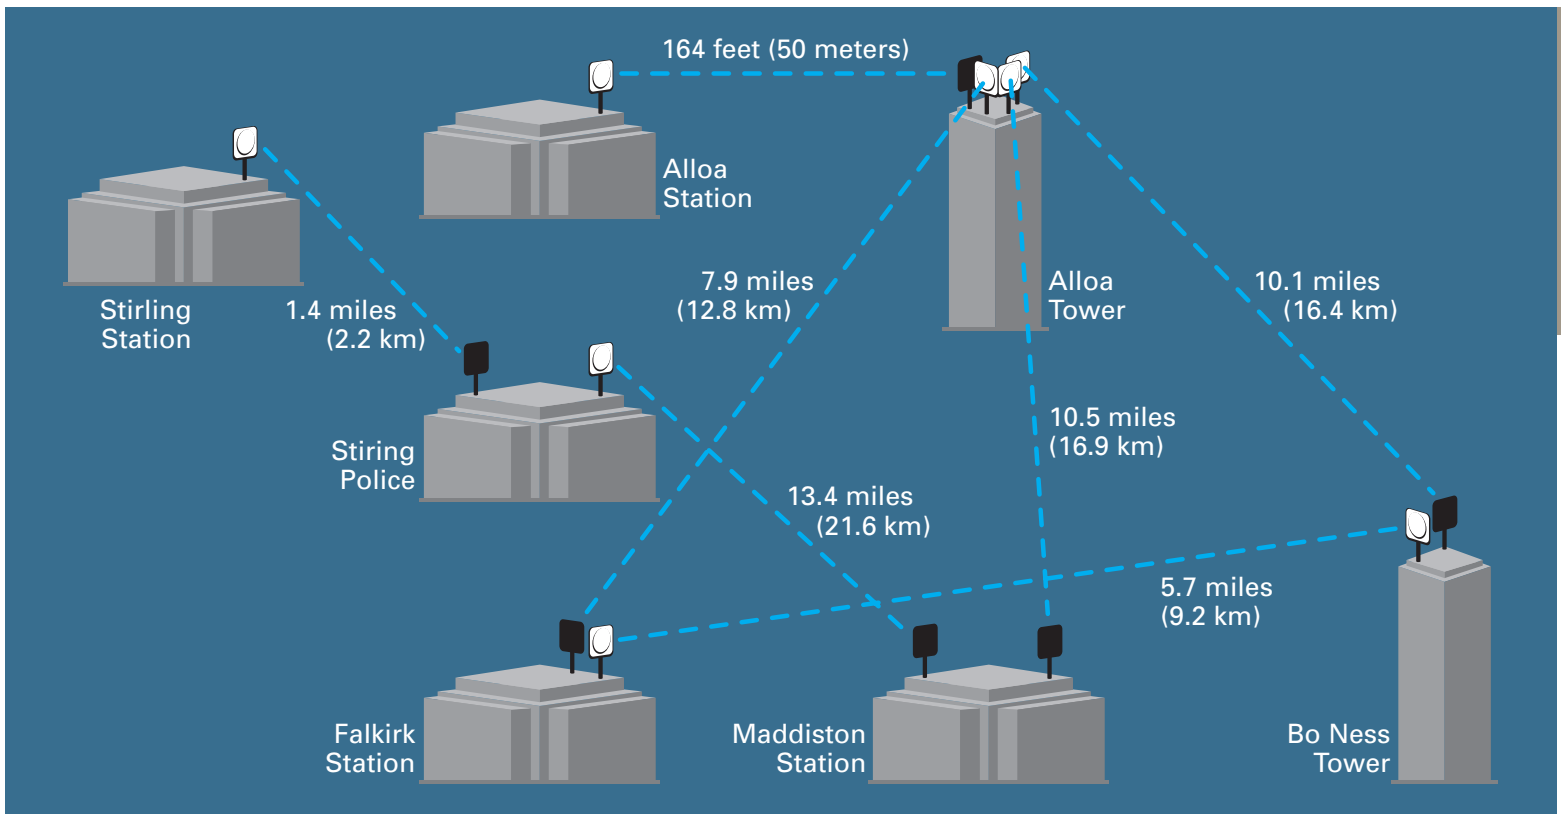 164 feet (50 meters)
Alloa
Station
Stirling
Station
1.4 miles
(2.2 km)
7.9 miles
(12.8 km)
Alloa
Tower
10.1 miles
(16.4 km)
Stiring
Police
10.5 miles
(16.9 km)
13.4 miles
(21.6 km)
5.7 miles
(9.2 km)
Falkirk
Station
Maddiston
Station
Bo Ness
Tower